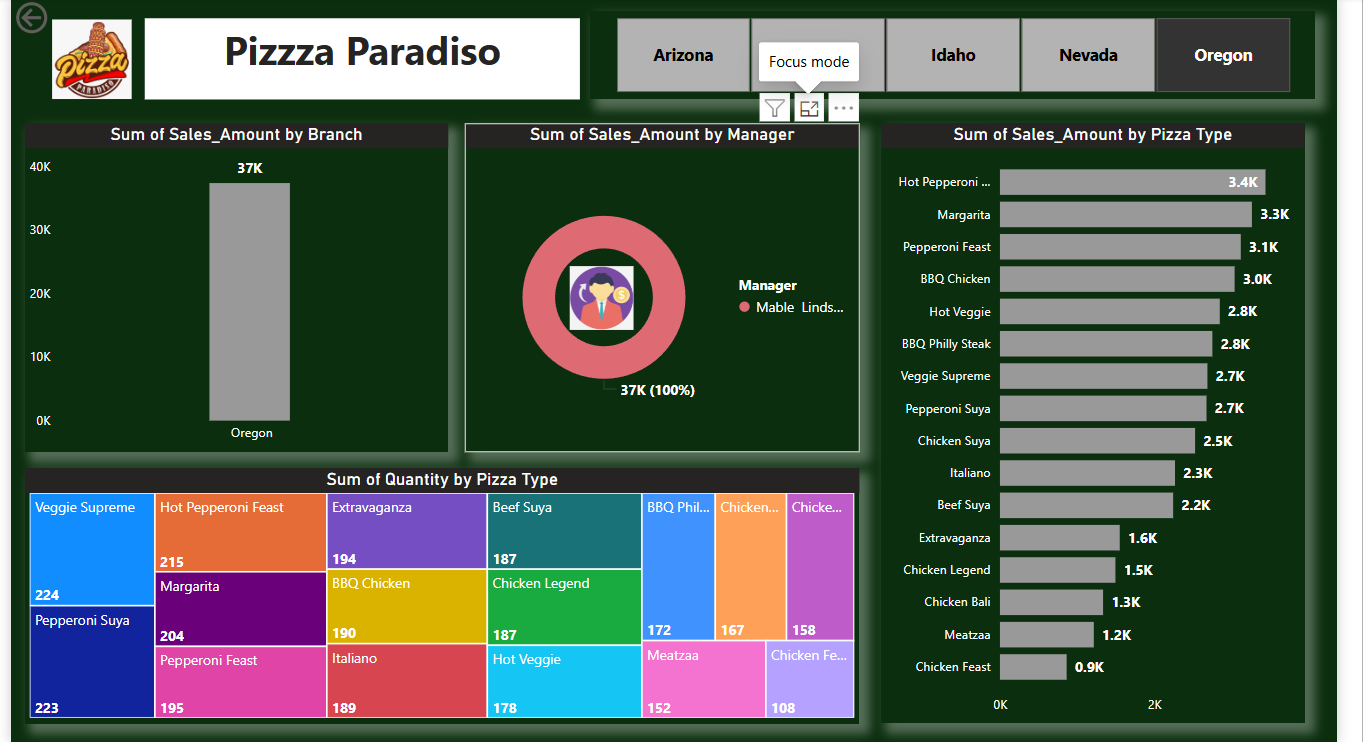 Pizza
PARADISO
Pizzza Paradiso
Arizona
Idaho
Nevada
Oregon
Focus mode
Sum of Sales_Amount by Branch
40K
30K
20K
10K
0K
37K
Oregon
Sum of Sales_Amount by Manager
Manager
Mable Linds...
37K (100%)
Sum of Sales_Amount by Pizza Type
Hot Pepperoni ... 3.4K
Margarita 3.3K
Pepperoni Feast 3.1K
BBQ Chicken 3.0K
Hot Veggie 2.8K
BBQ Philly Steak 2.8K
Veggie Supreme 2.7K
Pepperoni Suya 2.7K
Chicken Suya 2.5K
Italiano 2.3K
Beef Suya 2.2K
Extravaganza 1.6K
Chicken Legend 1.5K
Chicken Bali 1.3K
Meatzaa 1.2K
Chicken Feast 0.9K
0K 2K
Sum of Quantity by Pizza Type
Veggie Supreme
224
Pepperoni Suya
223
Hot Pepperoni Feast
215
Margarita
204
Pepperoni Feast
195
Extravaganza
194
BBQ Chicken
190
Italiano
189
Beef Suya
187
Chicken Legend
187
Hot Veggie
178
BBQ Phil...
172
Chicken...
167
Chicke...
158
Meatzaa
152
Chicken Fe...
108